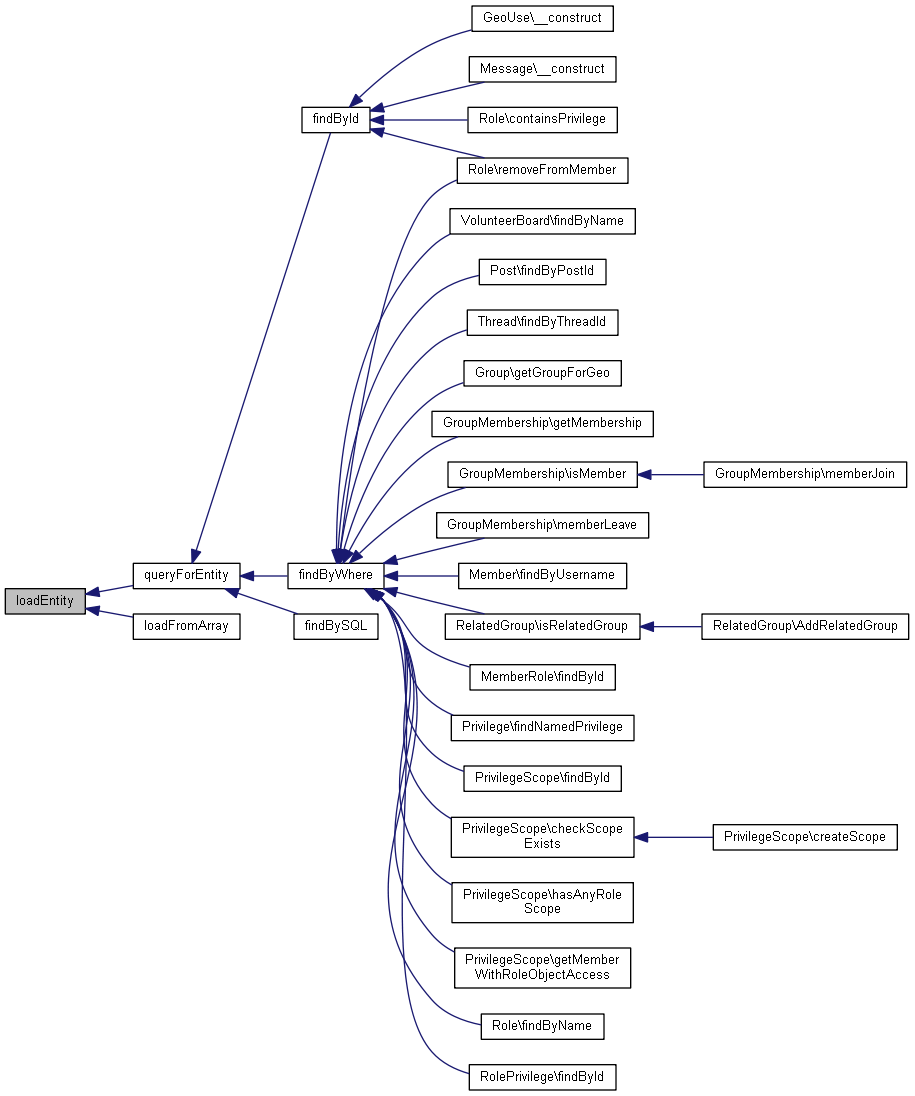 GeoUse\__construct
Message\__construct
findById
Role\containsPrivilege
Role\removeFromMember
VolunteerBoard\findByName
Post\findByPostId
Thread\findByThreadId
Group\getGroupForGeo
GroupMembership\getMembership
GroupMembership\isMember
GroupMembership\memberJoin
GroupMembership\memberLeave
loadEntity
queryForEntity
findByWhere
Member\findByUsername
loadFromArray
findBySQL
RelatedGroup\isRelatedGroup
RelatedGroup\AddRelatedGroup
MemberRole\findById
Privilege\findNamedPrivilege
PrivilegeScope\findById
PrivilegeScope\checkScope
Exists
PrivilegeScope\createScope
PrivilegeScope\hasAnyRole
Scope
PrivilegeScope\getMember
WithRoleObjectAccess
Role\findByName
RolePrivilege\findById